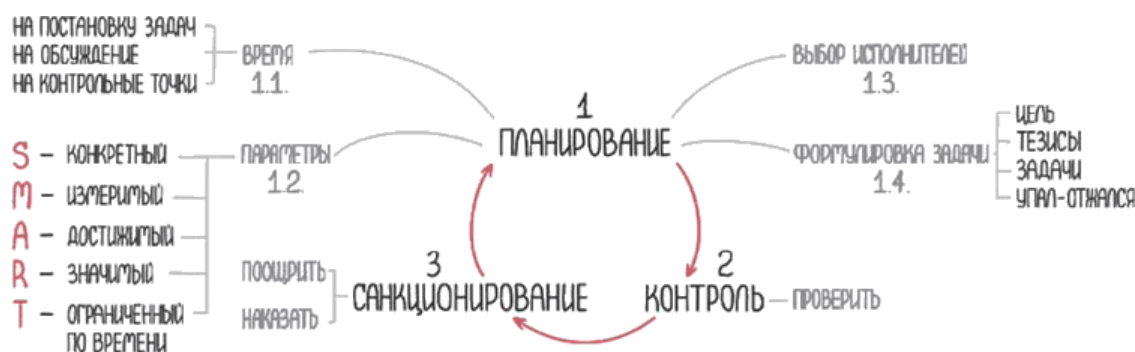 НА ПОСТАНОВКУ ЗАДАЧ
НА ОБСУЖДЕНИЕ
НА КОНТРОЛЬНЫЕ ТОЧКИ
ВРЕМЯ
1.1.
ВЫБОР ИСПОЛНИТЕЛЕЙ
1.3.
1
ПЛАНИРОВАНИЕ
S – КОНКРЕТНЫЙ
M – ИЗМЕРИМЫЙ
A – ДОСТИЖИМЫЙ
R – ЗНАЧИМЫЙ
T – ОГРАНИЧЕННЫЙ
ПО ВРЕМЕНИ
ПАРАМЕТРЫ
1.2.
ФОРМУЛИРОВКА ЗАДАЧИ
1.4.
ЦЕЛЬ
ТЕЗИСЫ
ЗАДАЧИ
УПАЛ-ОТЖАЛСЯ
ПООЩРИТЬ
НАКАЗАТЬ
3
САНКЦИОНИРОВАНИЕ
2
КОНТРОЛЬ – ПРОВЕРИТЬ